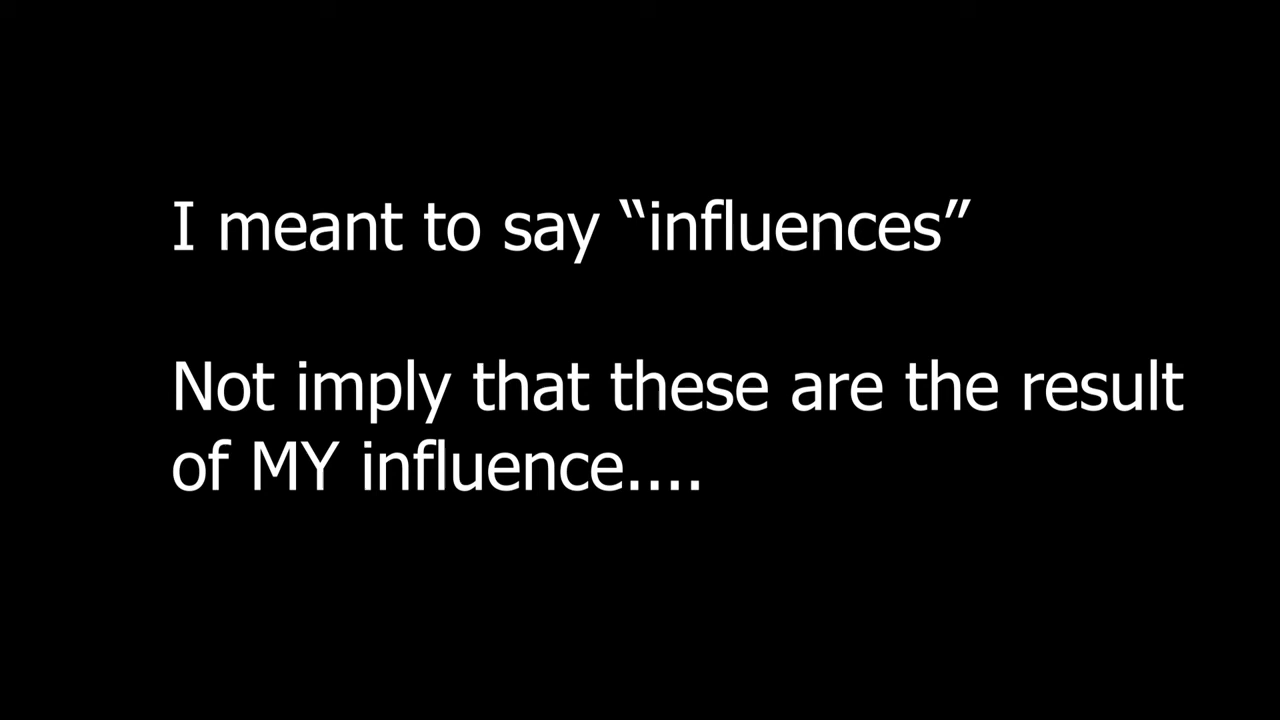 I meant to say “influences”
Not imply that these are the result
of MY influence....